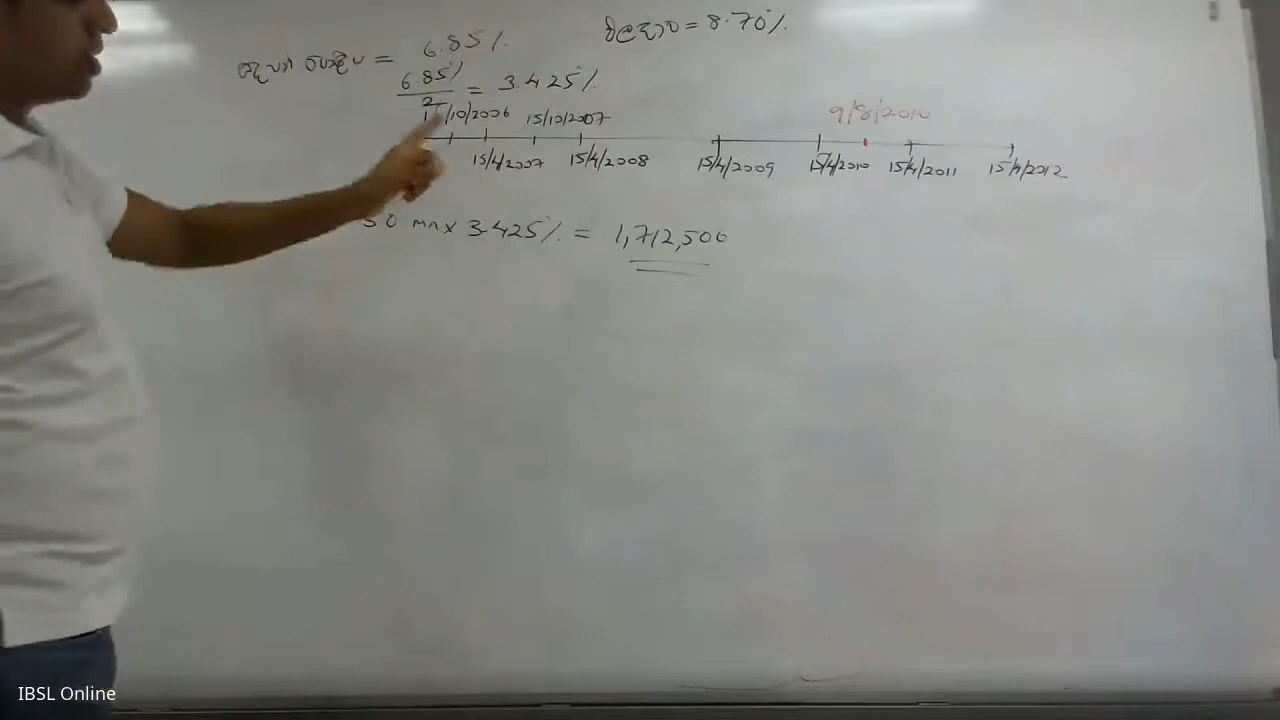 = 6.85%
= 8.70%
6.85%/2 = 3.425%
/10/2006 15/10/2007
9/8/2010
15/4/2007 15/4/2008 15/4/2009 15/4/2010 15/4/2011 15/4/2012
50 mn x 3.425% = 1,712,500
IBSL Online